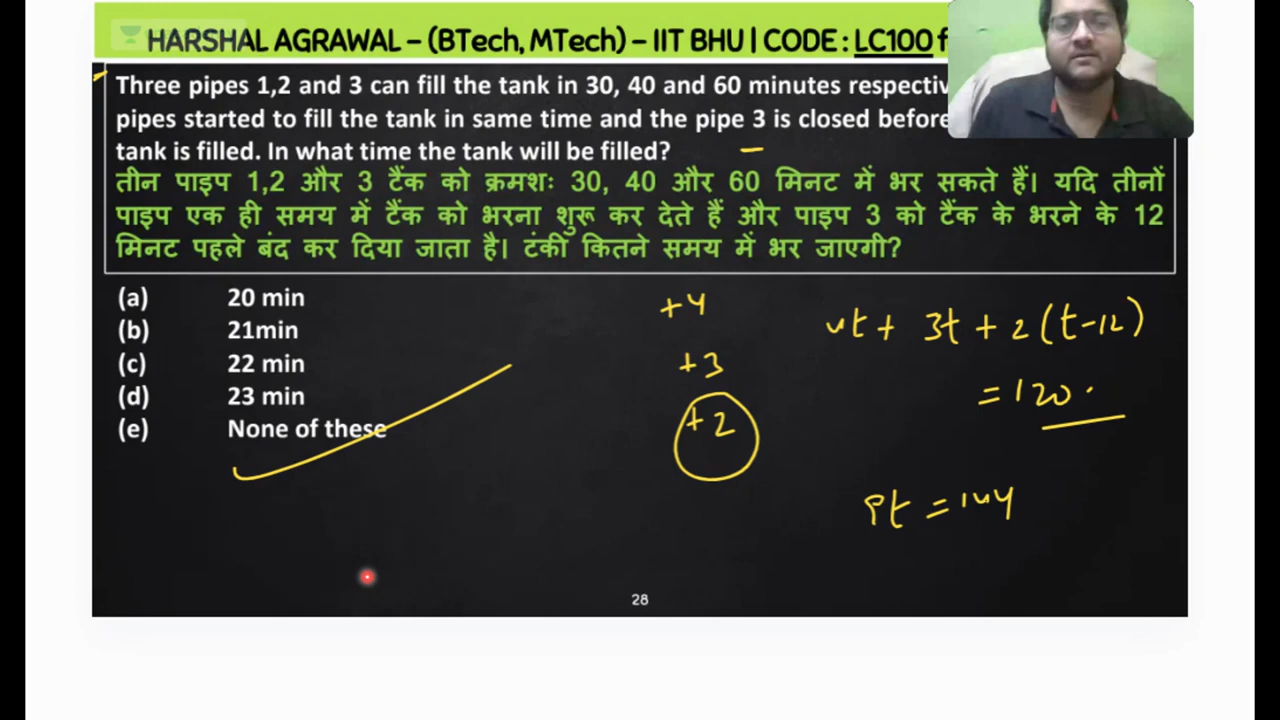 HARSHAL AGRAWAL – (BTech, MTech) – IIT BHU | CODE : LC100 f
Three pipes 1,2 and 3 can fill the tank in 30, 40 and 60 minutes respectiv
pipes started to fill the tank in same time and the pipe 3 is closed before
tank is filled. In what time the tank will be filled?
तीन पाइप 1,2 और 3 टैंक को क्रमशः 30, 40 और 60 मिनट में भर सकते हैं। यदि तीनों
पाइप एक ही समय में टैंक को भरना शुरू कर देते हैं और पाइप 3 को टैंक के भरने के 12
मिनट पहले बंद कर दिया जाता है। टंकी कितने समय में भर जाएगी?
(a) 20 min
(b) 21min
(c) 22 min
(d) 23 min
(e) None of these
+4
+3
+2
4t + 3t + 2(t-12)
= 120
9t = 144
28